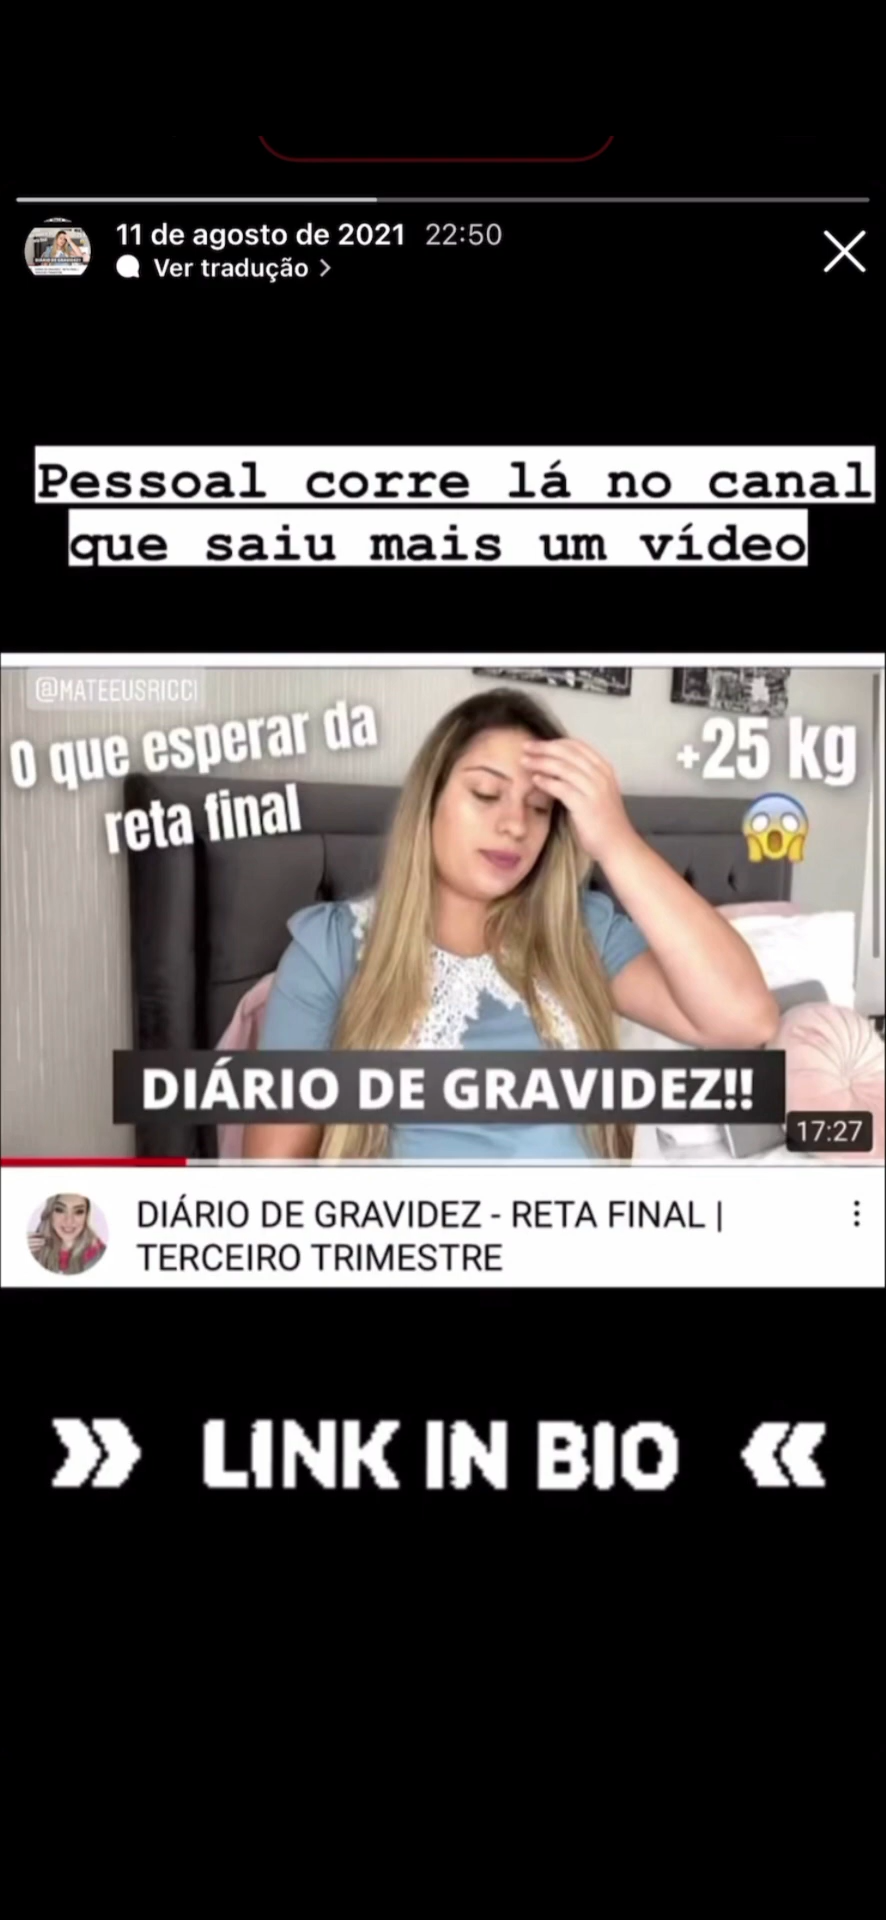 11 de agosto de 2021 22:50
Ver tradução >
Pessoal corre lá no canal
que saiu mais um vídeo
@MATEEUSRICCI
O que esperar da
reta final
+25 kg
DIÁRIO DE GRAVIDEZ!!
17:27
DIÁRIO DE GRAVIDEZ - RETA FINAL |
TERCEIRO TRIMESTRE
LINK IN BIO